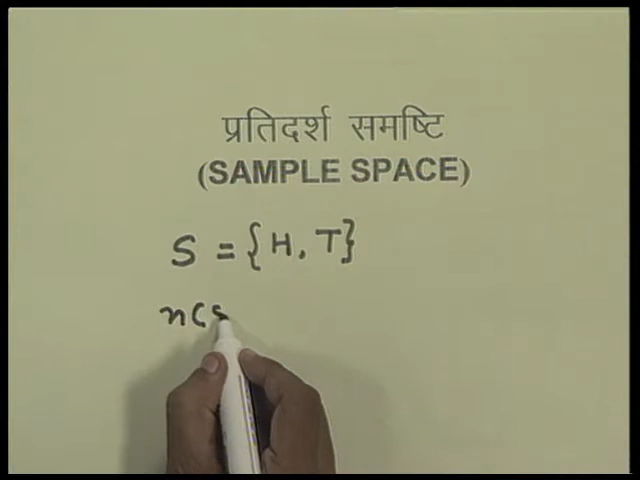 प्रतिदर्श समष्टि
(SAMPLE SPACE)
S = {H, T}
n(s